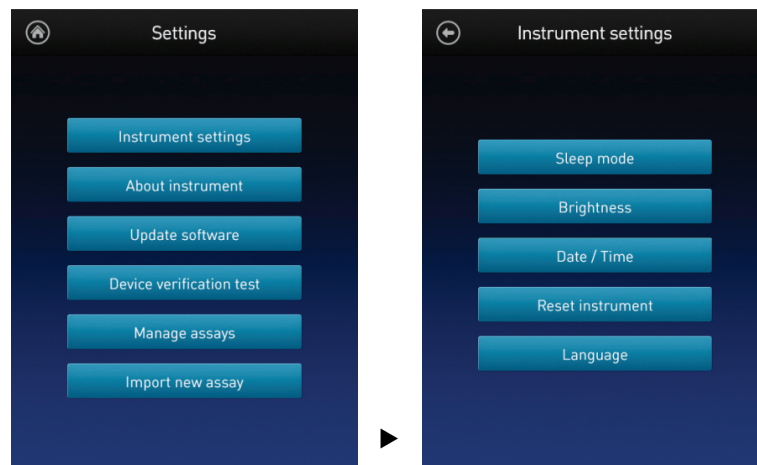 Settings
Instrument settings
About instrument
Update software
Device verification test
Manage assays
Import new assay
Instrument settings
Sleep mode
Brightness
Date / Time
Reset instrument
Language